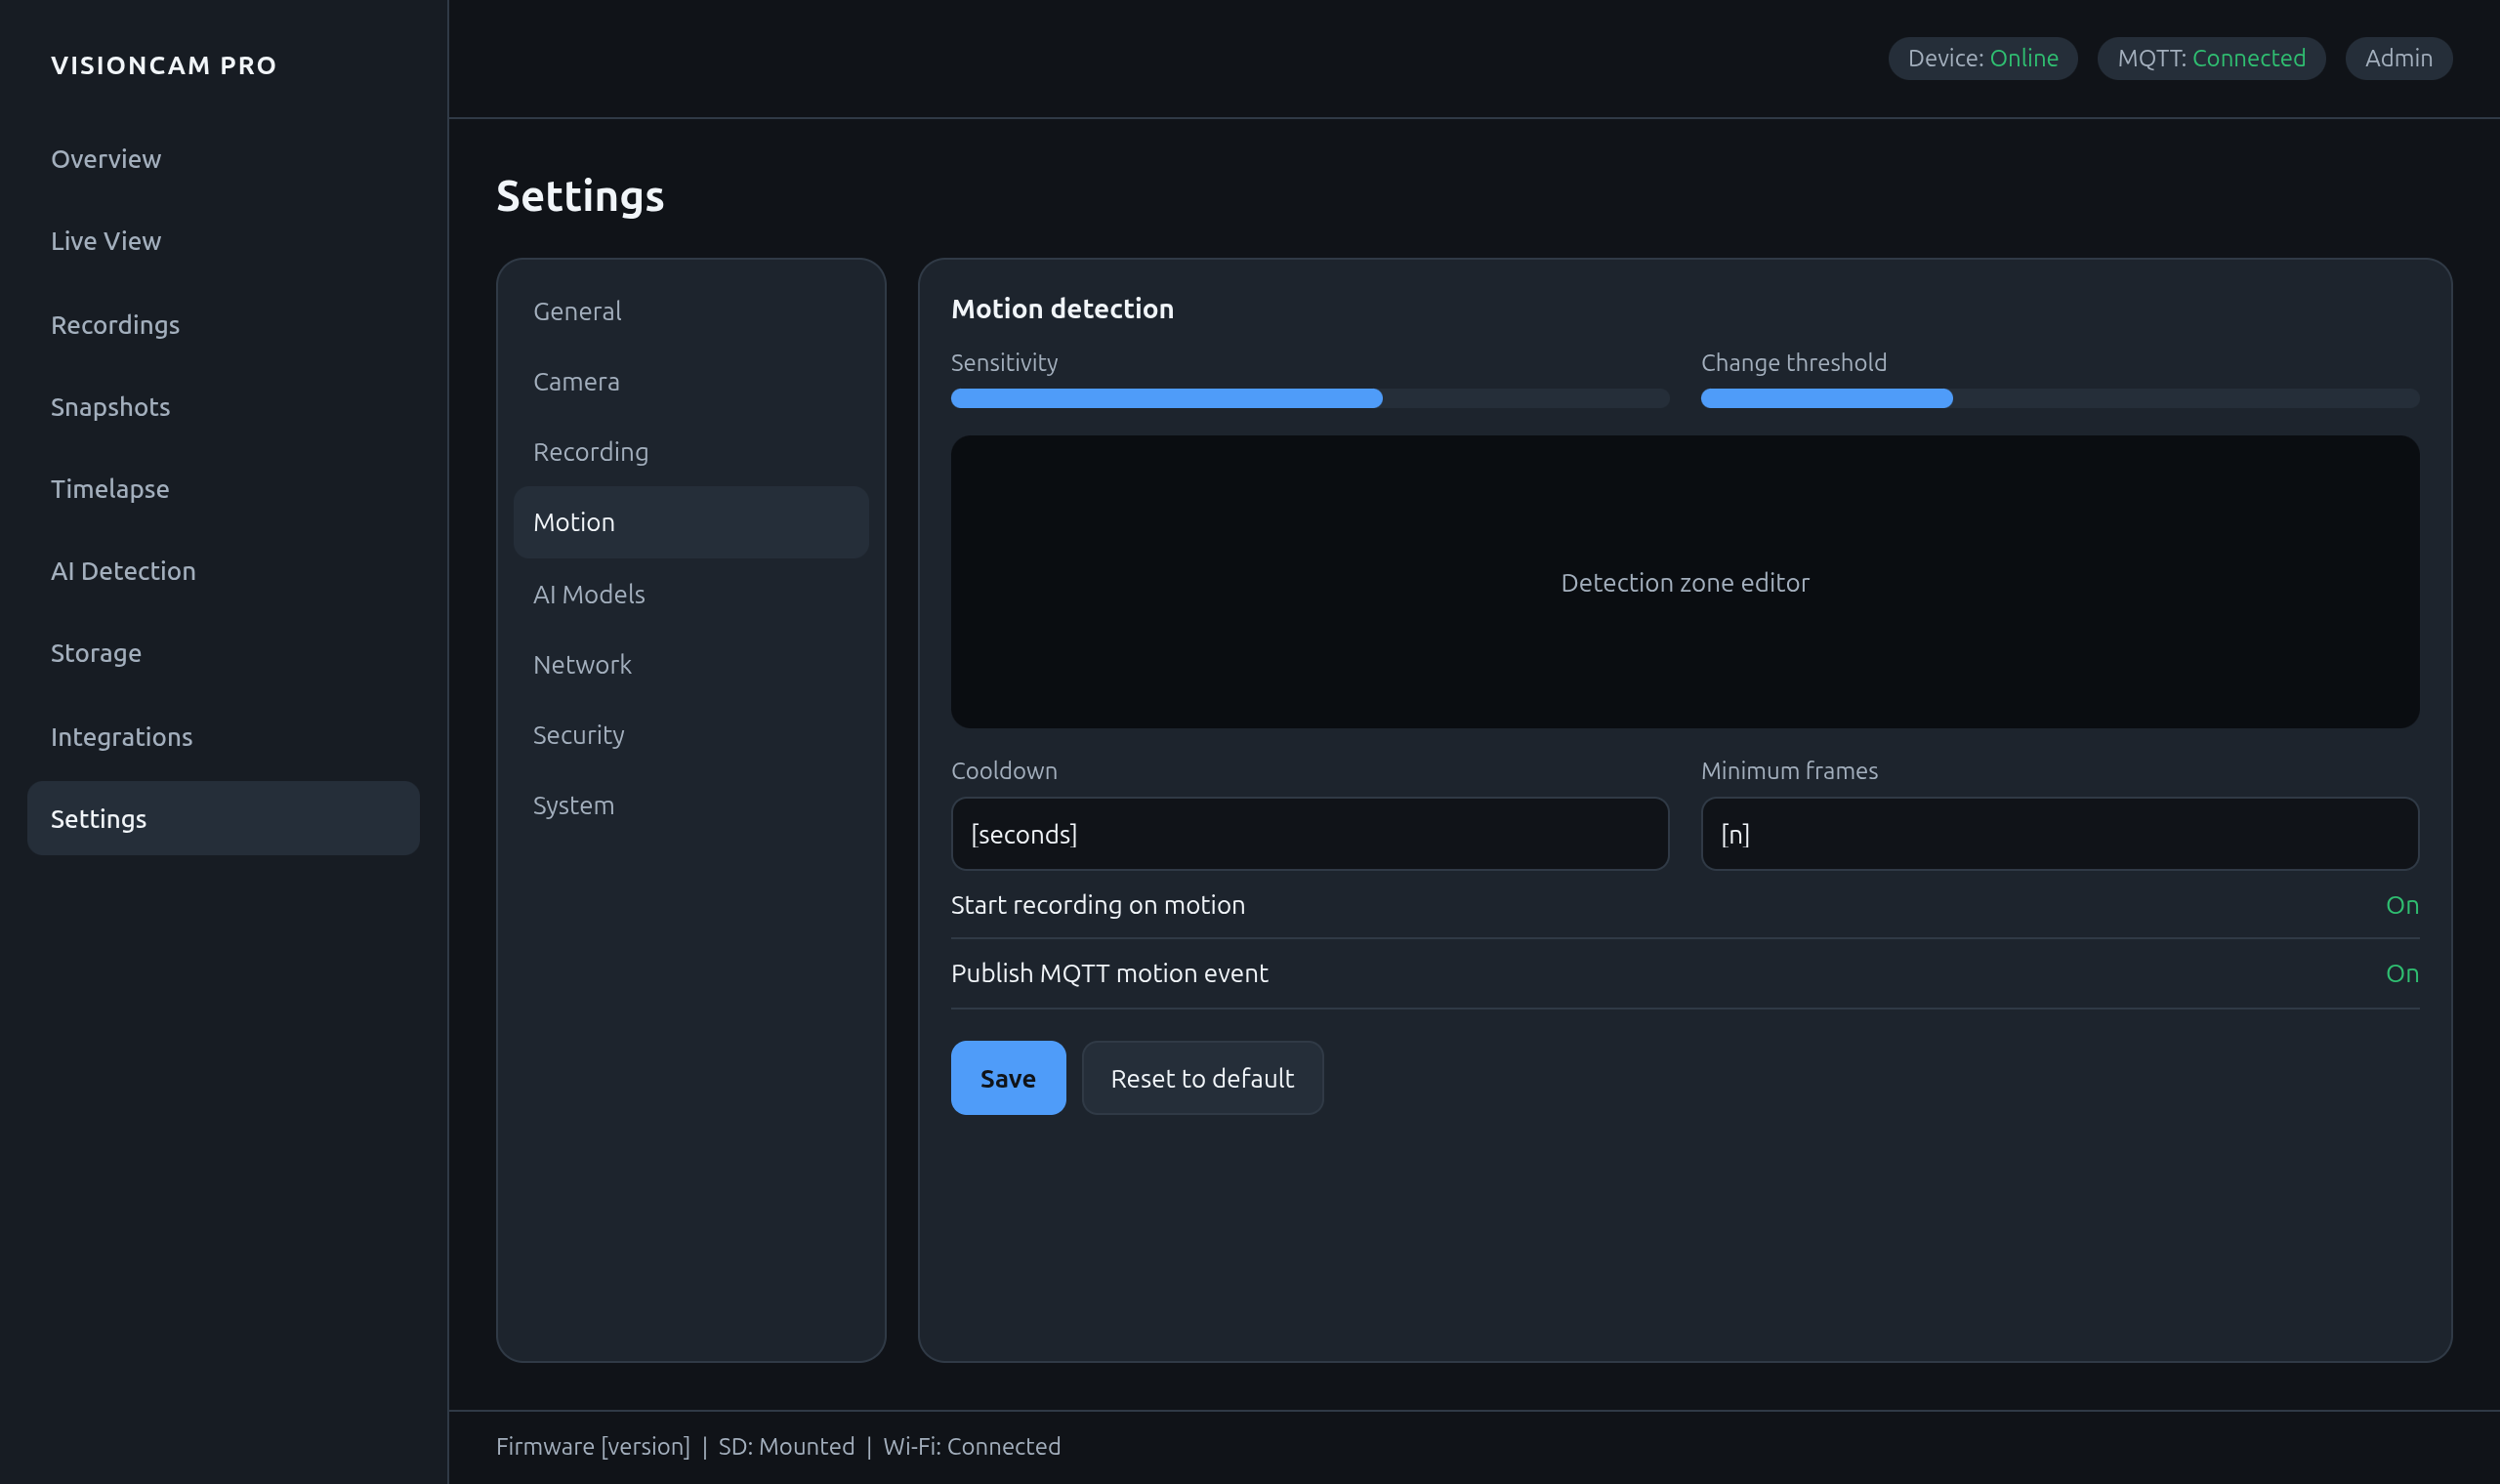 VISIONCAM PRO
Overview
Live View
Recordings
Snapshots
Timelapse
AI Detection
Storage
Integrations
Settings
Device: Online
MQTT: Connected
Admin
Settings
General
Camera
Recording
Motion
AI Models
Network
Security
System
Motion detection
Sensitivity
Change threshold
Detection zone editor
Cooldown
Minimum frames
[seconds]
[n]
Start recording on motion On
Publish MQTT motion event On
Save
Reset to default
Firmware [version] | SD: Mounted | Wi-Fi: Connected